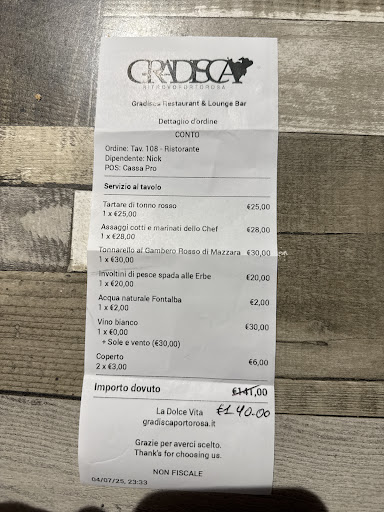 GRADISCA
RITROVOPORTOROSA
Gradisca Restaurant & Lounge Bar
Dettaglio d'ordine
CONTO
Ordine: Tav. 108 - Ristorante
Dipendente: Nick
POS: Cassa Pro
Servizio al tavolo
Tartare di tonno rosso €25,00
1 x €25,00
Assaggi cotti e marinati dello Chef €28,00
1 x €28,00
Tonnarello al Gambero Rosso di Mazzara €30,00
1 x €30,00
Involtini di pesce spada alle Erbe €20,00
1 x €20,00
Acqua naturale Fontalba €2,00
1 x €2,00
Vino bianco €30,00
1 x €0,00
+ Sole e vento (€30,00)
Coperto €6,00
2 x €3,00
Importo dovuto €141,00
La Dolce Vita €140.00
gradiscaportorosa.it
Grazie per averci scelto.
Thank's for choosing us.
NON FISCALE
04/07/25, 23:33